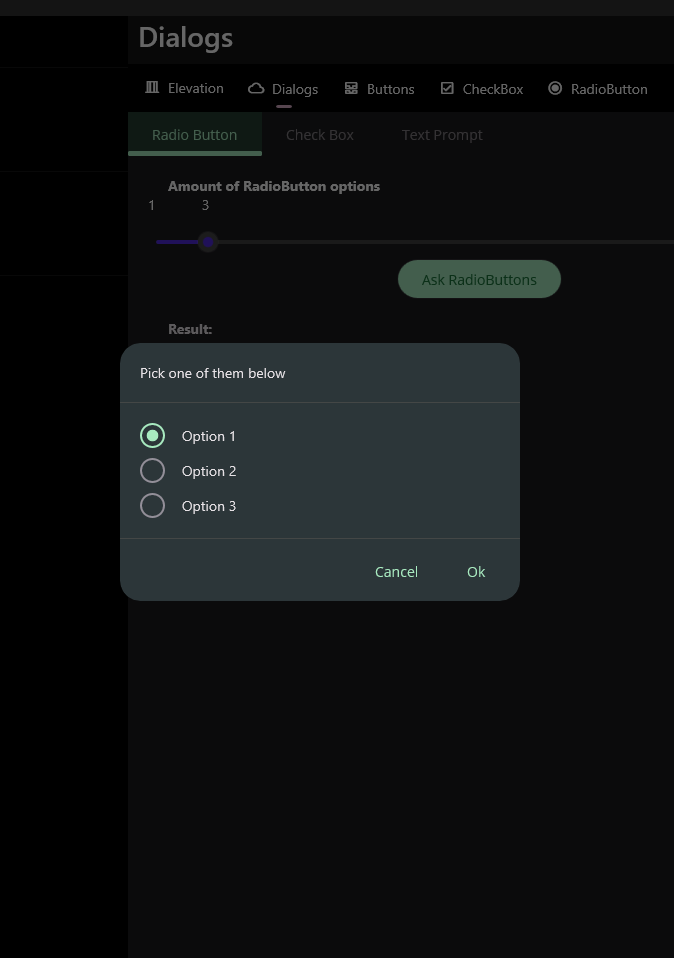 Dialogs
Elevation Dialogs Buttons CheckBox RadioButton
Radio Button Check Box Text Prompt
Amount of RadioButton options
1 3
Ask RadioButtons
Result:
Pick one of them below
Option 1
Option 2
Option 3
Cancel Ok